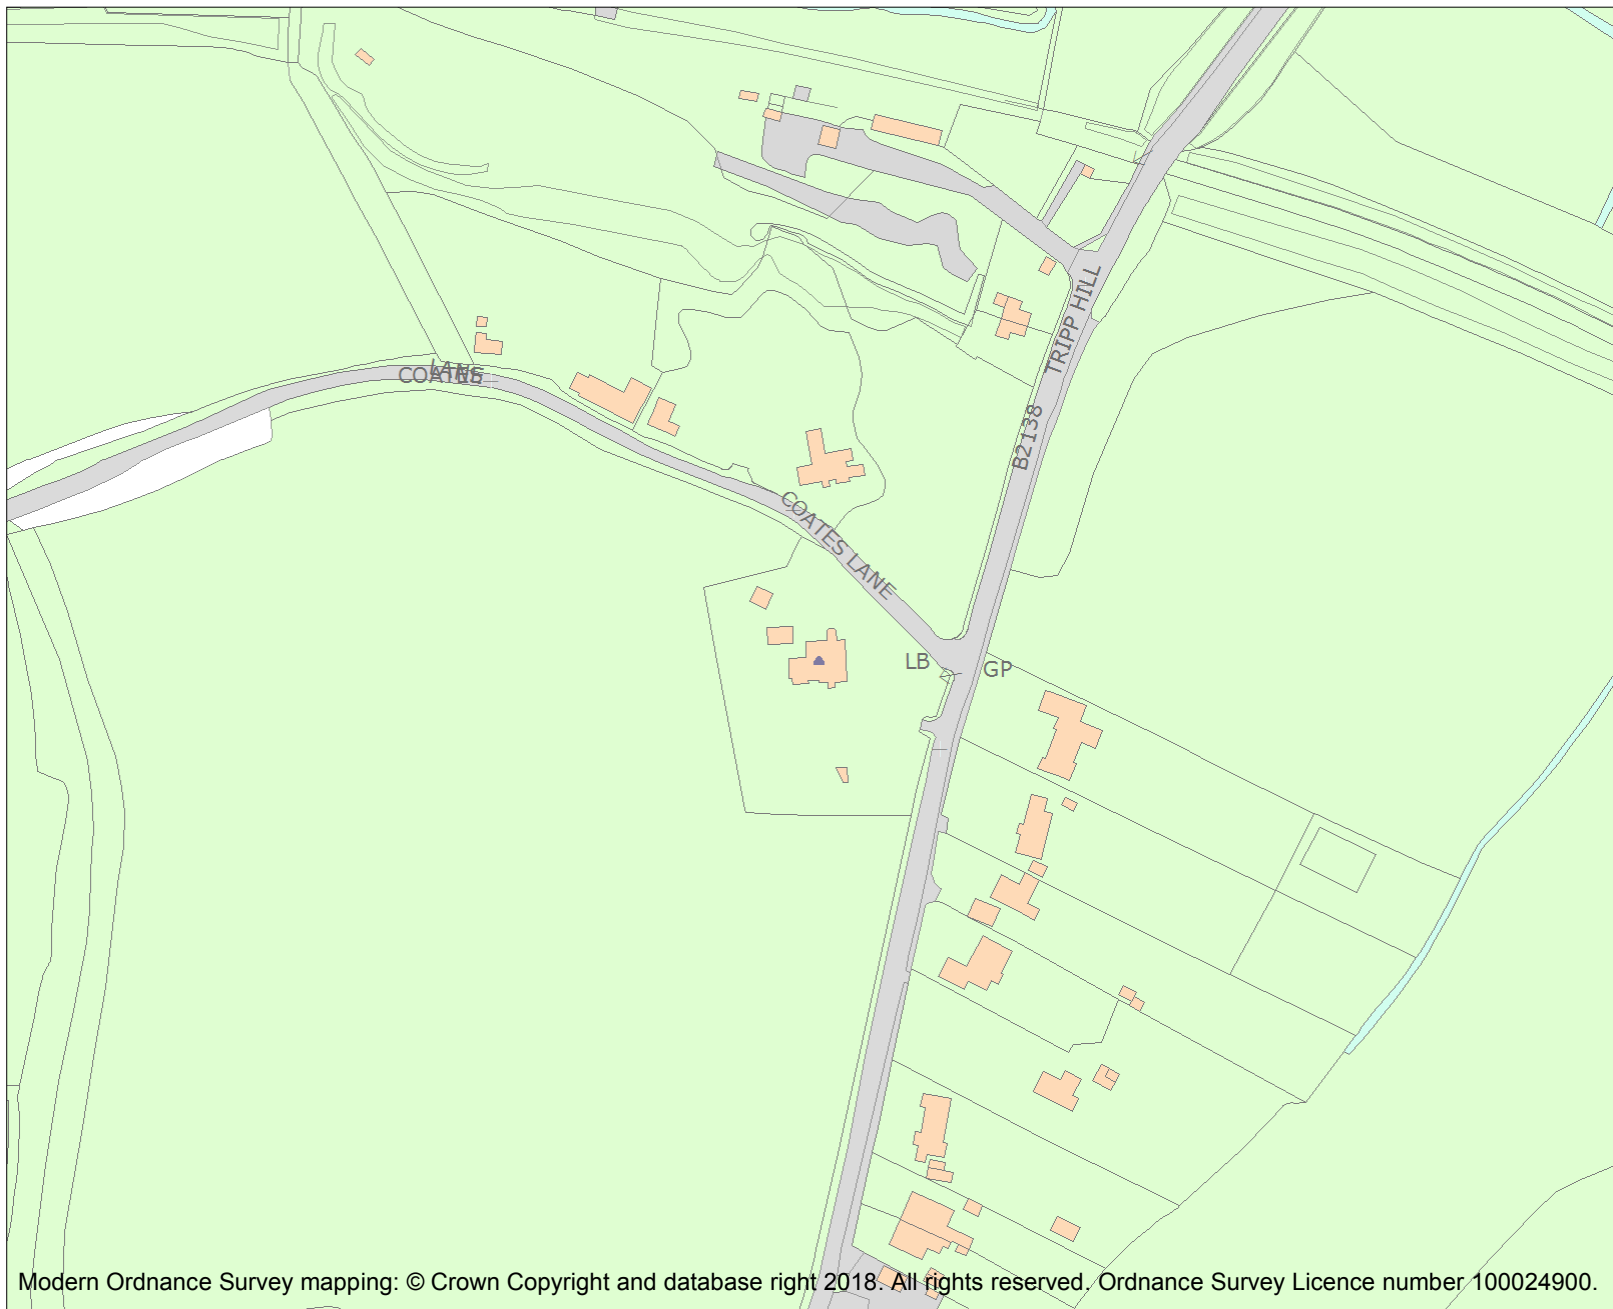 TRIPP HILL
LANE
COATES
B2138
COATES LANE
LB
GP
Modern Ordnance Survey mapping: © Crown Copyright and database right 2018. All rights reserved. Ordnance Survey Licence number 100024900.